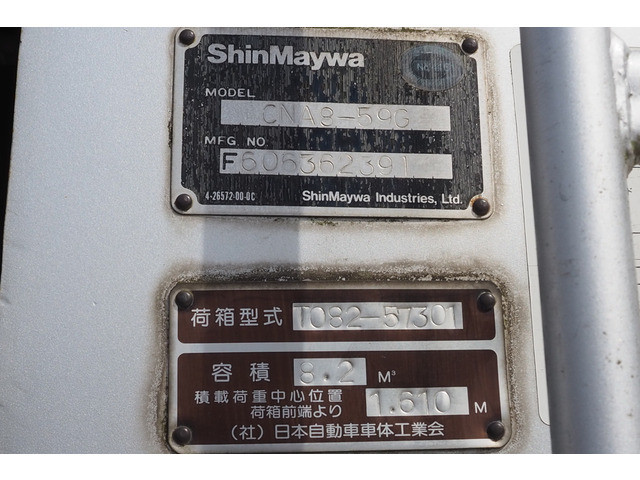 ShinMaywa
MODEL
CNA8-59G
MFG. NO
F606362391
4-26572-00-0C
ShinMaywa Industries, Ltd.
荷箱型式 1082-57301
容積 8.2 M³
積載荷重中心位置
荷箱前端より 1.610 M
(社)日本自動車車体工業会